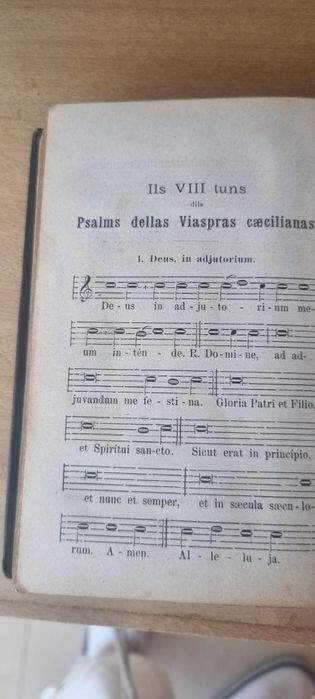 Ils VIII tuns
dils
Psalms dellas Viaspras cæcilianas
1. Deus, in adjutorium.
De - us in ad - ju - to - ri - um me-
um in - tén - de. R. Do - mi - ne, ad ad-
juvandum me fe - sti - na. Gloria Patri et Filio,
et Spirítui san-cto. Sicut erat in princípio,
et nunc et semper, et in sæcula sæcu - lo-
rum. A - men. Al - le - lu - ja.